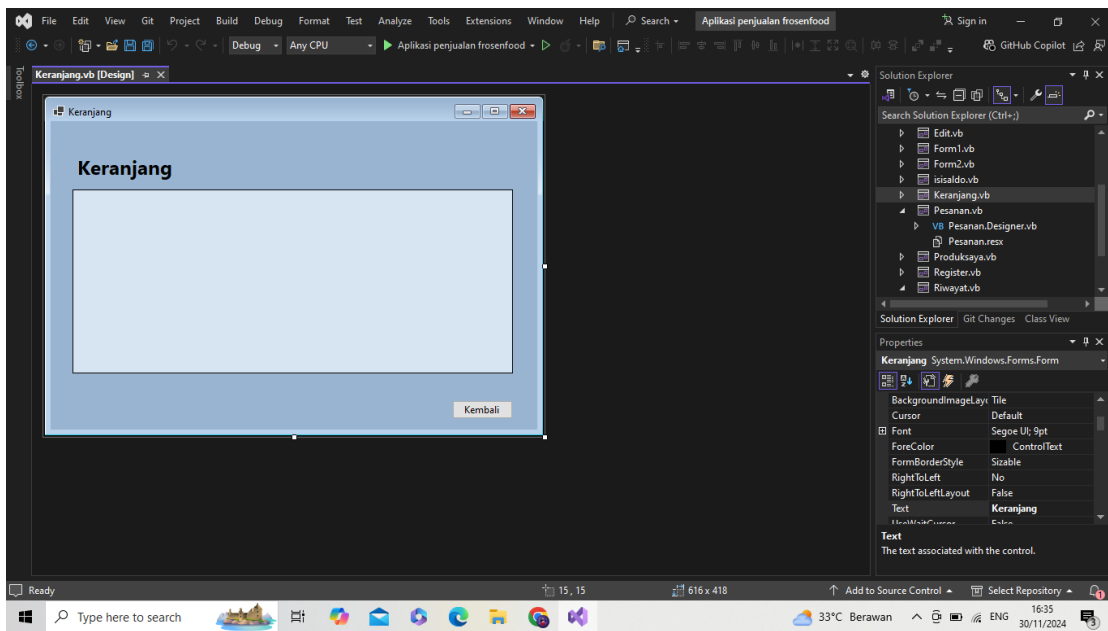 File Edit View Git Project Build Debug Format Test Analyze Tools Extensions Window Help Search Aplikasi penjualan frosenfood Sign in
Debug Any CPU Aplikasi penjualan frosenfood GitHub Copilot
Toolbox
Keranjang.vb [Design]
Keranjang
Keranjang
Kembali
Solution Explorer
Search Solution Explorer (Ctrl+;)
Edit.vb
Form1.vb
Form2.vb
isisaldo.vb
Keranjang.vb
Pesanan.vb
VB Pesanan.Designer.vb
Pesanan.resx
Produksaya.vb
Register.vb
Riwayat.vb
Solution Explorer Git Changes Class View
Properties
Keranjang System.Windows.Forms.Form
BackgroundImageLayo Tile
Cursor Default
Font Segoe UI; 9pt
ForeColor ControlText
FormBorderStyle Sizable
RightToLeft No
RightToLeftLayout False
Text Keranjang
UseWaitCursor False
Text
The text associated with the control.
Ready 15, 15 616 x 418 Add to Source Control Select Repository 1
Type here to search 33°C Berawan ENG 16:35
30/11/2024 3